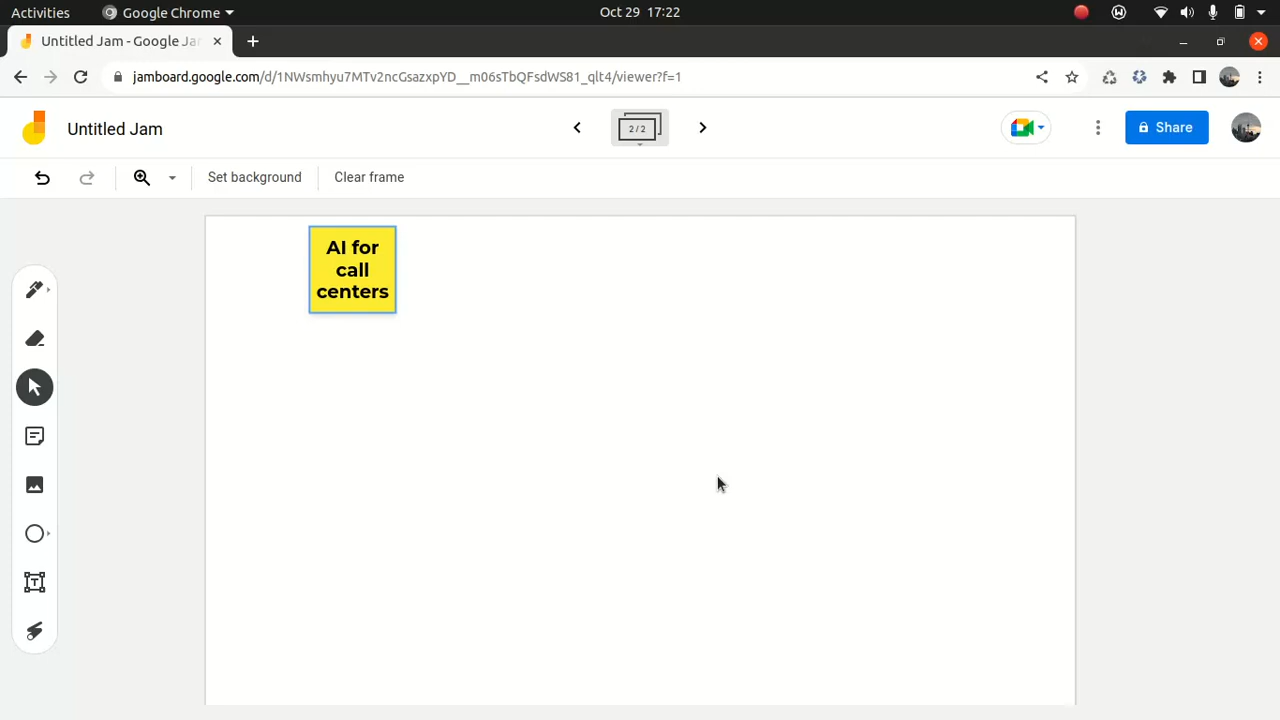 Activities Google Chrome Oct 29 17:22
Untitled Jam - Google Ja
jamboard.google.com/d/1NWsmhyu7MTv2ncGsazxpYD__m06sTbQFsdWS81_qlt4/viewer?f=1
Untitled Jam 2 / 2 Share
Set background Clear frame
AI for
call
centers